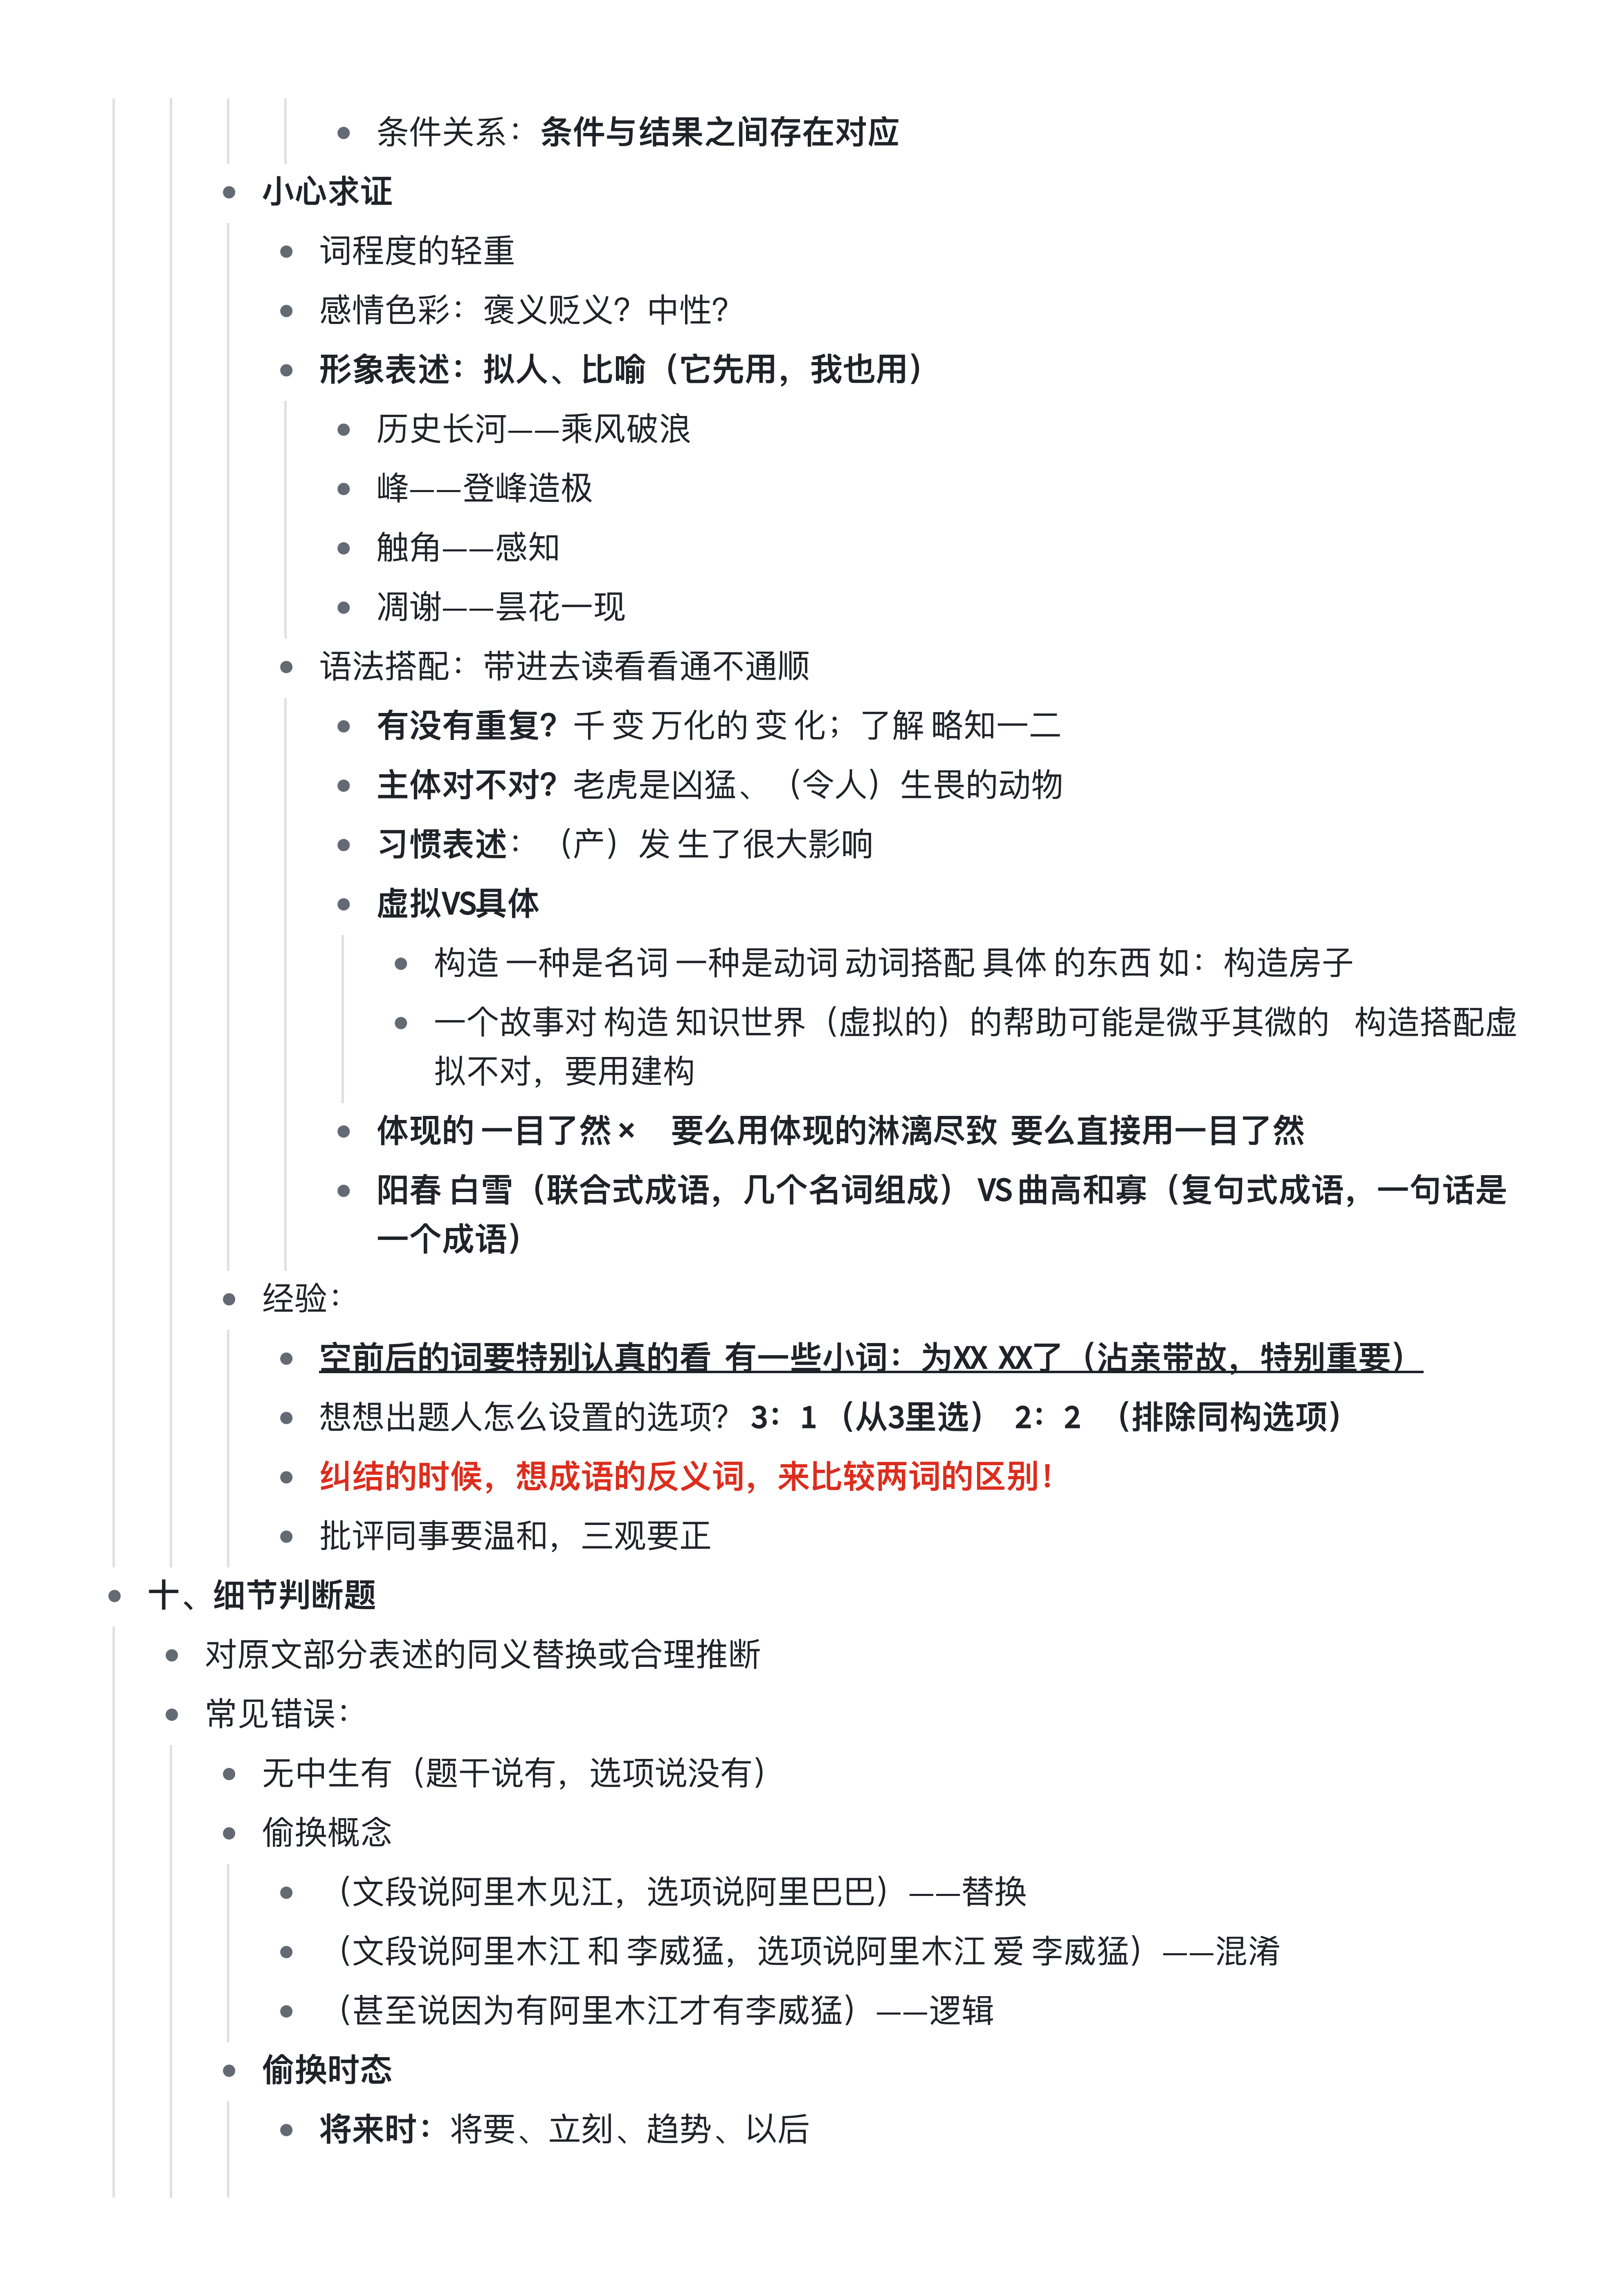 条件关系：条件与结果之间存在对应
小心求证
词程度的轻重
感情色彩：褒义贬义？中性？
形象表述：拟人、比喻（它先用，我也用）
历史长河——乘风破浪
峰——登峰造极
触角——感知
凋谢——昙花一现
语法搭配：带进去读看看通不通顺
有没有重复？千 变 万化的 变 化；了解 略知一二
主体对不对？老虎是凶猛、（令人）生畏的动物
习惯表述：（产）发 生了很大影响
虚拟VS具体
构造 一种是名词 一种是动词 动词搭配 具体 的东西 如：构造房子
一个故事对 构造 知识世界（虚拟的）的帮助可能是微乎其微的 构造搭配虚
拟不对，要用建构
体现的 一目了然 × 要么用体现的淋漓尽致 要么直接用一目了然
阳春 白雪（联合式成语，几个名词组成） VS 曲高和寡（复句式成语，一句话是
一个成语）
经验：
空前后的词要特别认真的看 有一些小词：为XX XX了（沾亲带故，特别重要）
想想出题人怎么设置的选项？ 3：1 （从3里选） 2：2 （排除同构选项）
纠结的时候，想成语的反义词，来比较两词的区别！
批评同事要温和，三观要正
十、细节判断题
对原文部分表述的同义替换或合理推断
常见错误：
无中生有（题干说有，选项说没有）
偷换概念
（文段说阿里木见江，选项说阿里巴巴）——替换
（文段说阿里木江 和 李威猛，选项说阿里木江 爱 李威猛）——混淆
（甚至说因为有阿里木江才有李威猛）——逻辑
偷换时态
将来时：将要、立刻、趋势、以后